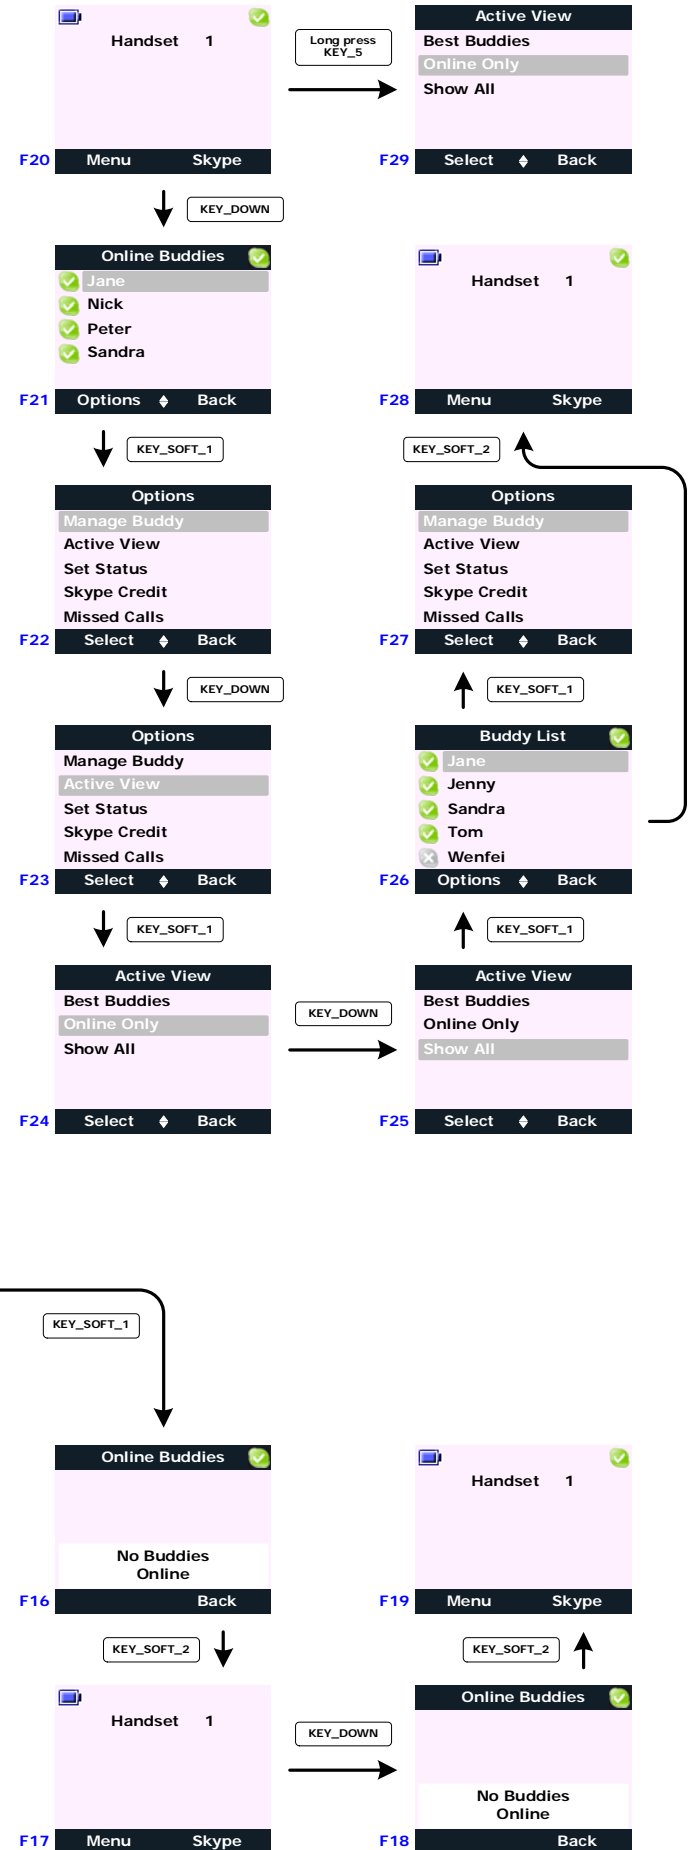 Handset 1
F20 Menu Skype
Long press
KEY_5
Active View
Best Buddies
Online Only
Show All
F29 Select Back
KEY_DOWN
Online Buddies
Jane
Nick
Peter
Sandra
F21 Options Back
Handset 1
F28 Menu Skype
KEY_SOFT_1
KEY_SOFT_2
Options
Manage Buddy
Active View
Set Status
Skype Credit
Missed Calls
F22 Select Back
Options
Manage Buddy
Active View
Set Status
Skype Credit
Missed Calls
F27 Select Back
KEY_DOWN
KEY_SOFT_1
Options
Manage Buddy
Active View
Set Status
Skype Credit
Missed Calls
F23 Select Back
Buddy List
Jane
Jenny
Sandra
Tom
Wenfei
F26 Options Back
KEY_SOFT_1
KEY_SOFT_1
Active View
Best Buddies
Online Only
Show All
F24 Select Back
KEY_DOWN
Active View
Best Buddies
Online Only
Show All
F25 Select Back
KEY_SOFT_1
Online Buddies
No Buddies
Online
F16 Back
Handset 1
F19 Menu Skype
KEY_SOFT_2
KEY_SOFT_2
Handset 1
F17 Menu Skype
KEY_DOWN
Online Buddies
No Buddies
Online
F18 Back